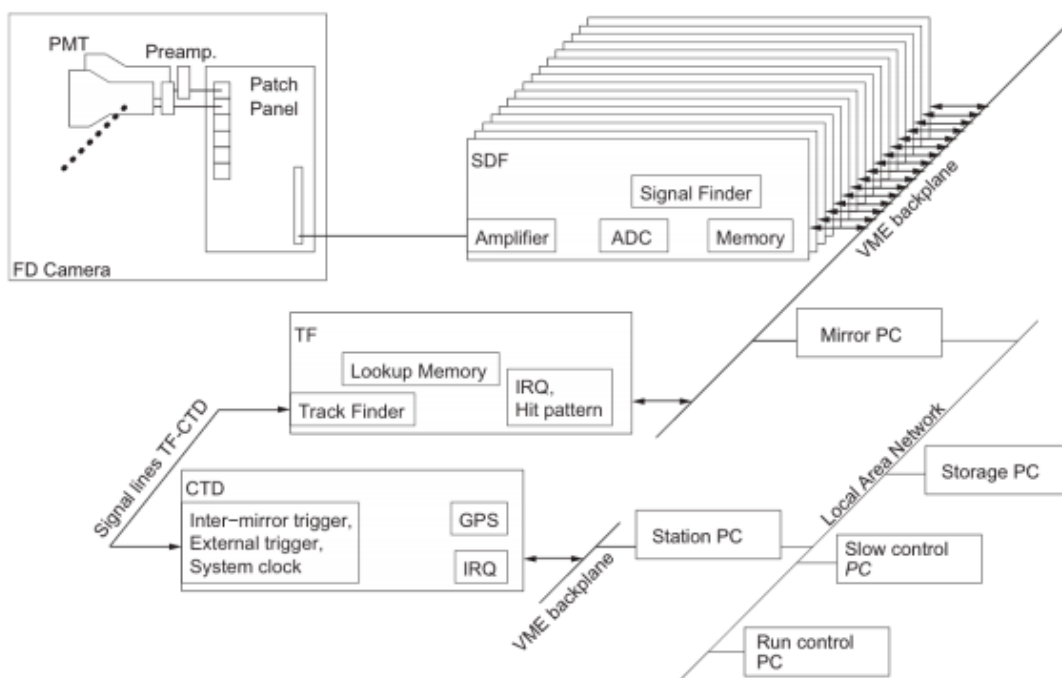 PMT
Preamp.
Patch
Panel
FD Camera
SDF
Signal Finder
Amplifier
ADC
Memory
VME backplane
TF
Lookup Memory
Track Finder
IRQ,
Hit pattern
Mirror PC
Signal lines TF-CTD
CTD
Inter-mirror trigger,
External trigger,
System clock
GPS
IRQ
VME backplane
Station PC
Local Area Network
Storage PC
Slow control
PC
Run control
PC